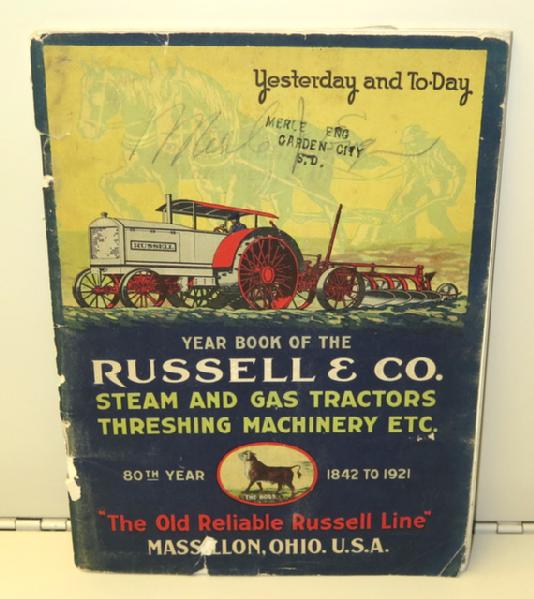 Yesterday and To-Day
MERLE ENG
GARDEN CITY
S.D.
RUSSELL
YEAR BOOK OF THE
RUSSELL & CO.
STEAM AND GAS TRACTORS
THRESHING MACHINERY ETC.
80TH YEAR
THE BOSS
1842 TO 1921
"The Old Reliable Russell Line"
MASSILLON, OHIO. U.S.A.